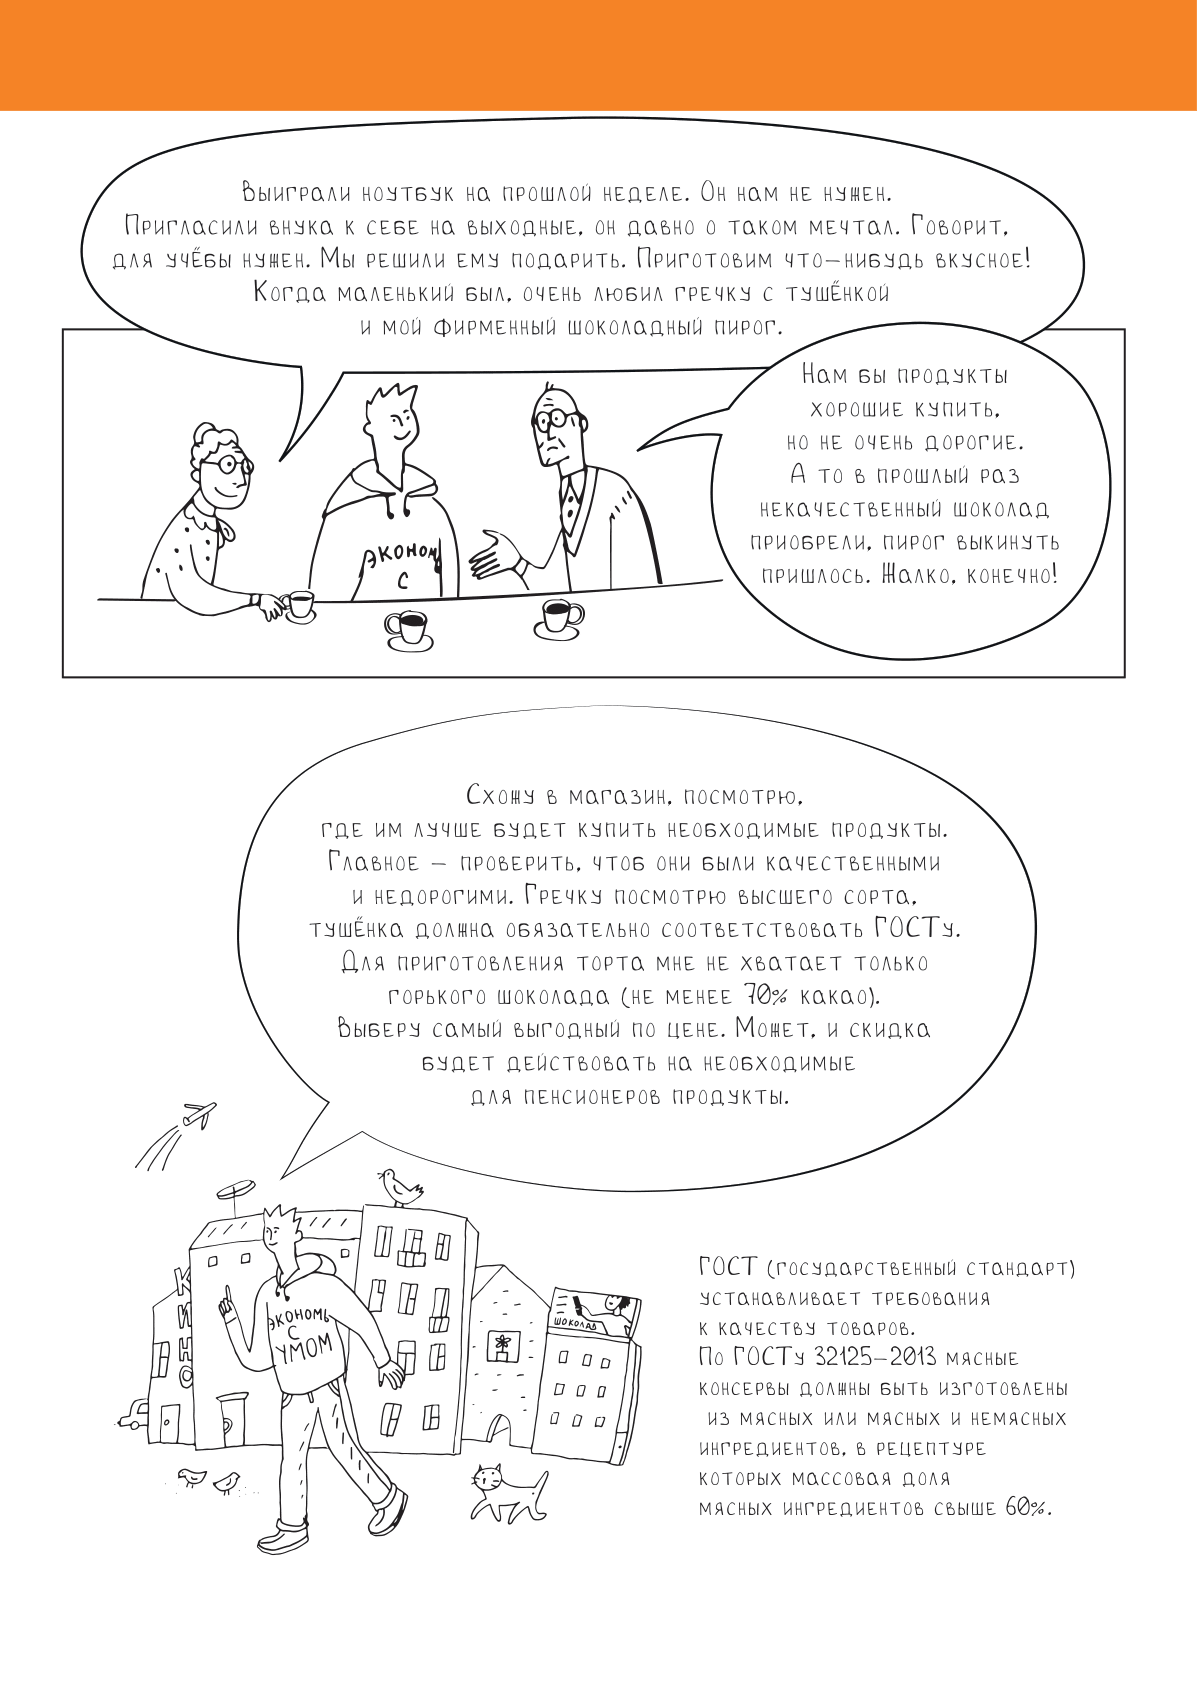 Выиграли ноутбук на прошлой неделе. Он нам не нужен.
Пригласили внука к себе на выходные, он давно о таком мечтал. Говорит,
для учёбы нужен. Мы решили ему подарить. Приготовим что-нибудь вкусное!
Когда маленький был, очень любил гречку с тушёнкой
и мой фирменный шоколадный пирог.
Нам бы продукты
хорошие купить,
но не очень дорогие.
А то в прошлый раз
некачественный шоколад
приобрели, пирог выкинуть
пришлось. Жалко, конечно!
ЭКОНОМ
С
Схожу в магазин, посмотрю,
где им лучше будет купить необходимые продукты.
Главное – проверить, чтоб они были качественными
и недорогими. Гречку посмотрю высшего сорта,
тушёнка должна обязательно соответствовать ГОСТу.
Для приготовления торта мне не хватает только
горького шоколада (не менее 70% какао).
Выберу самый выгодный по цене. Может, и скидка
будет действовать на необходимые
для пенсионеров продукты.
КИНО
ЭКОНОМЬ
С
УМОМ
ШОКОЛАД
ГОСТ (государственный стандарт)
устанавливает требования
к качеству товаров.
По ГОСТу 32125–2013 мясные
консервы должны быть изготовлены
из мясных или мясных и немясных
ингредиентов, в рецептуре
которых массовая доля
мясных ингредиентов свыше 60%.